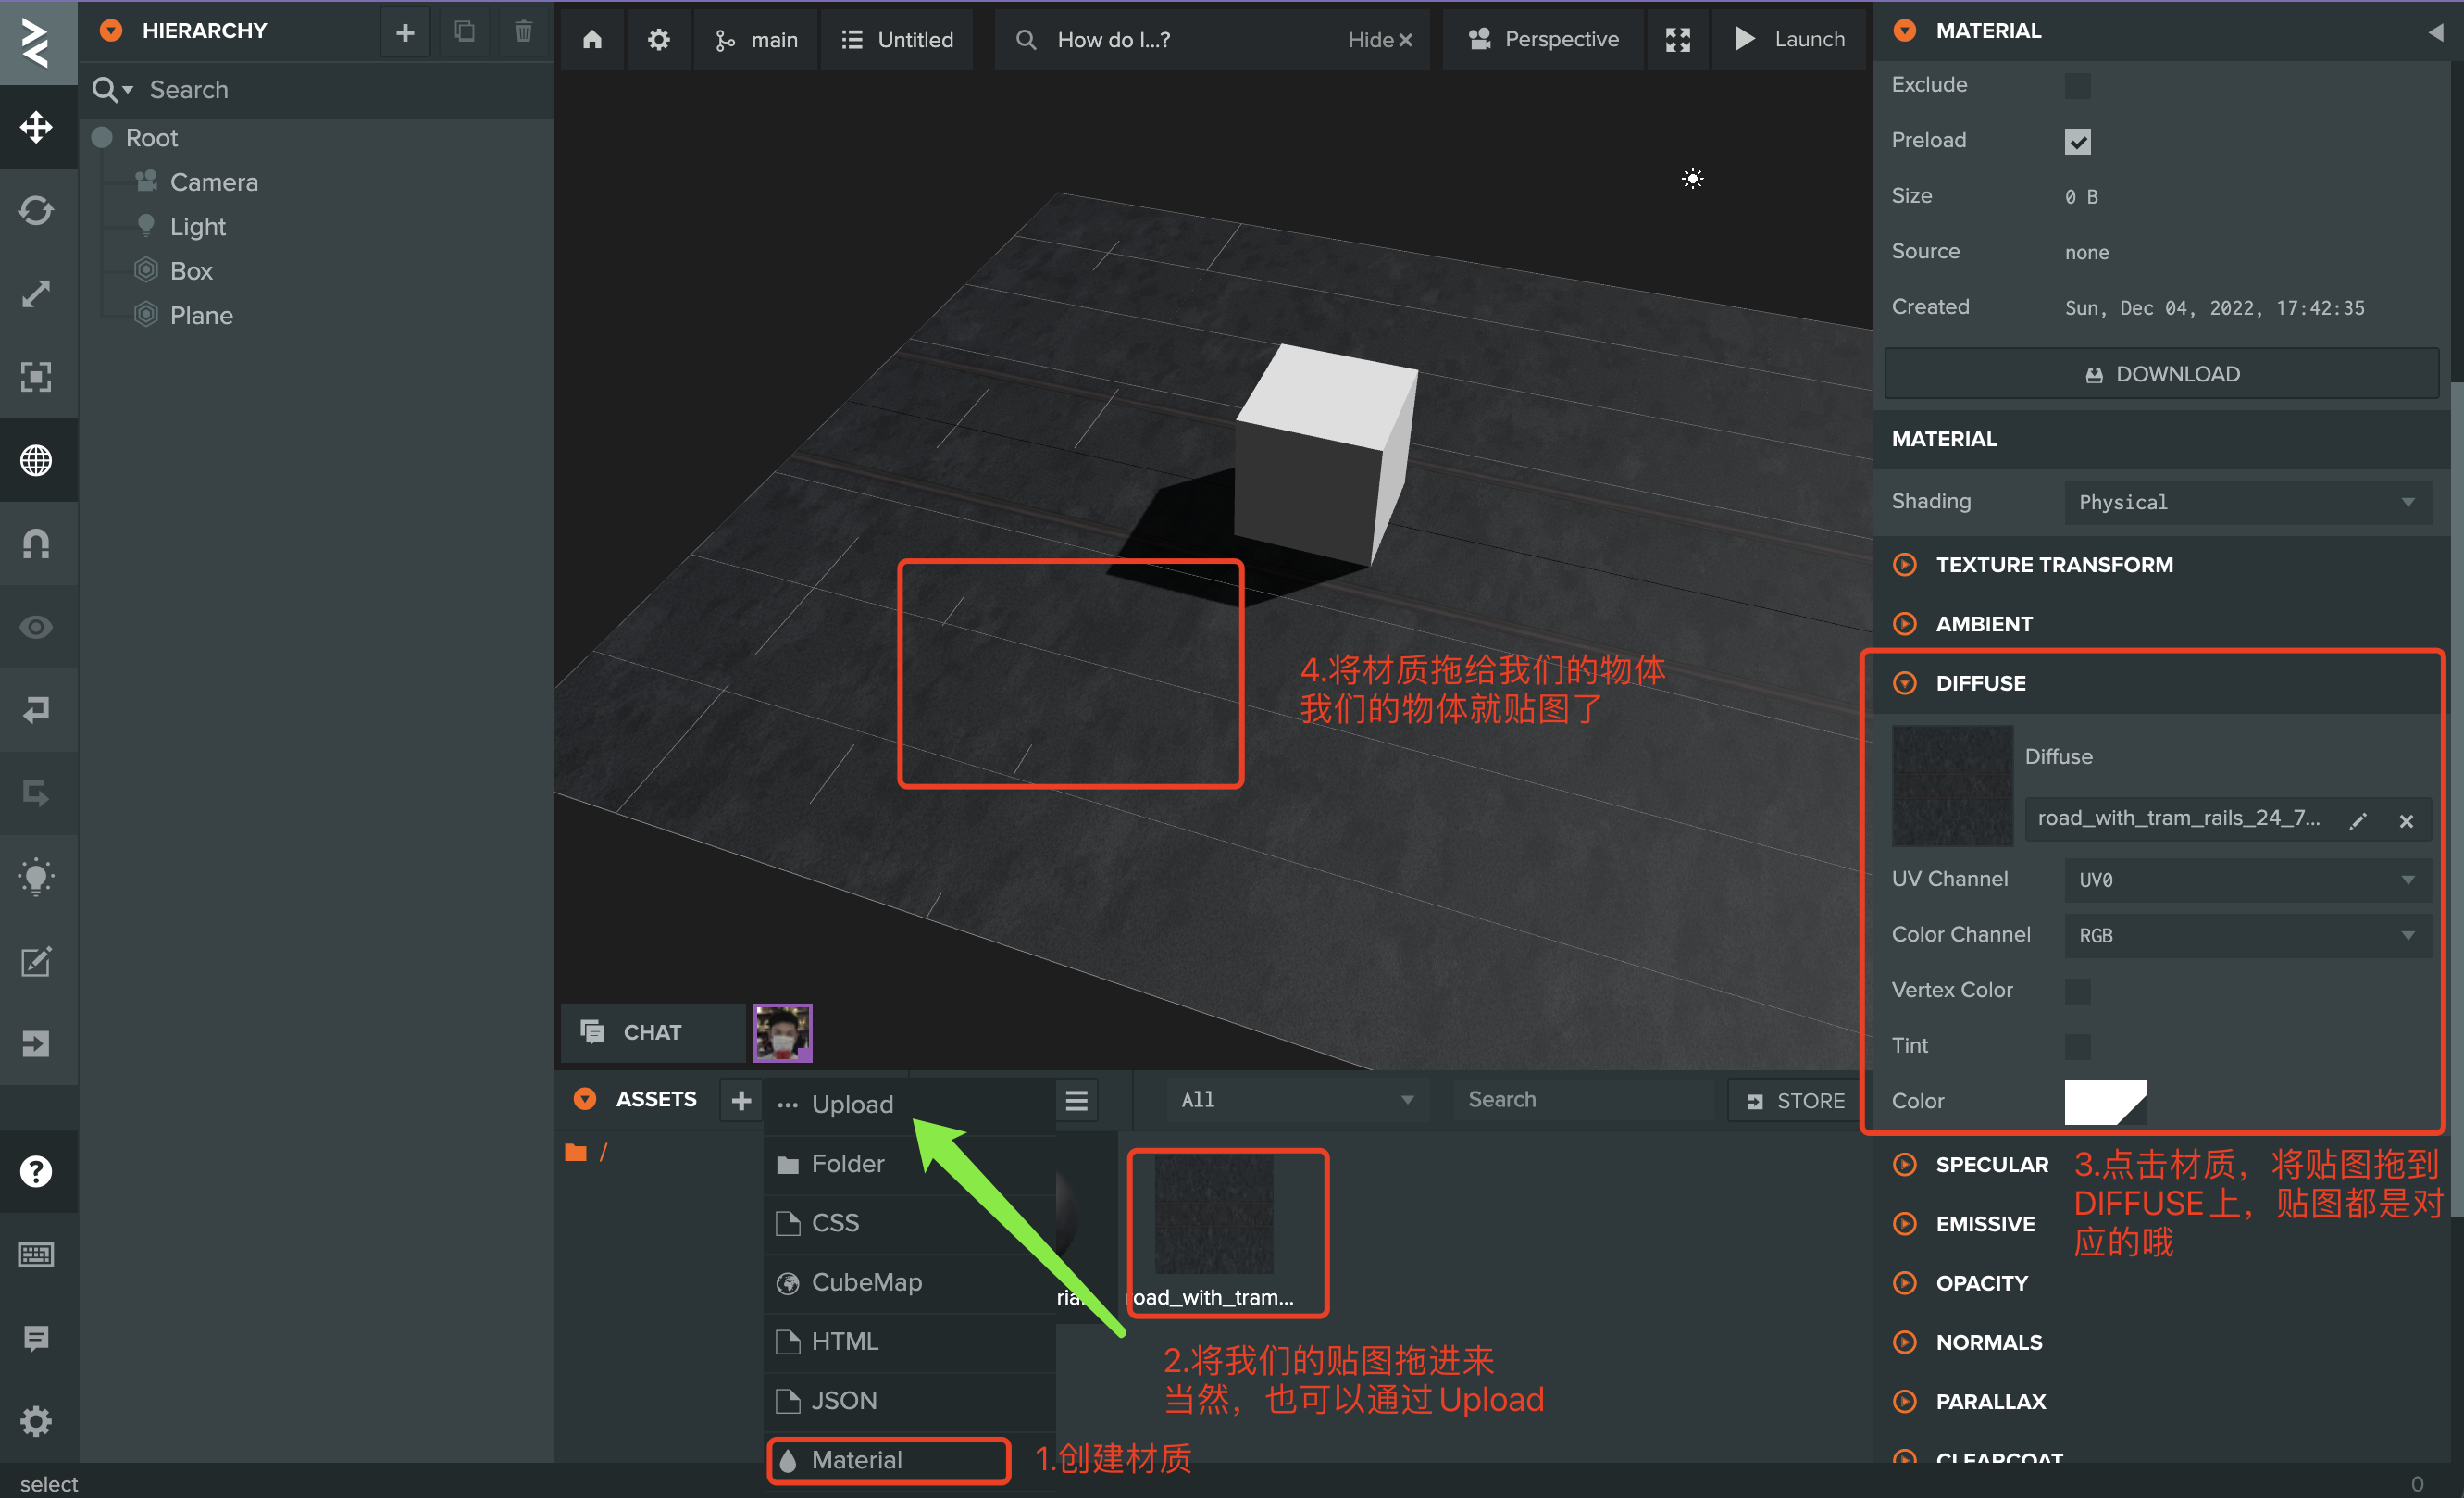 HIERARCHY
Search
Root
Camera
Light
Box
Plane
main
Untitled
How do I...?
Hide
Perspective
Launch
4.将材质拖给我们的物体
我们的物体就贴图了
CHAT
ASSETS
/
Upload
Folder
CSS
CubeMap
HTML
JSON
Material
1.创建材质
All
Search
STORE
road_with_tram...
2.将我们的贴图拖进来
当然，也可以通过Upload
MATERIAL
Exclude
Preload
Size 0 B
Source none
Created Sun, Dec 04, 2022, 17:42:35
DOWNLOAD
MATERIAL
Shading Physical
TEXTURE TRANSFORM
AMBIENT
DIFFUSE
Diffuse
road_with_tram_rails_24_7...
UV Channel UV0
Color Channel RGB
Vertex Color
Tint
Color
SPECULAR
EMISSIVE
OPACITY
NORMALS
PARALLAX
CLEARCOAT
3.点击材质，将贴图拖到
DIFFUSE上，贴图都是对
应的哦
select
0